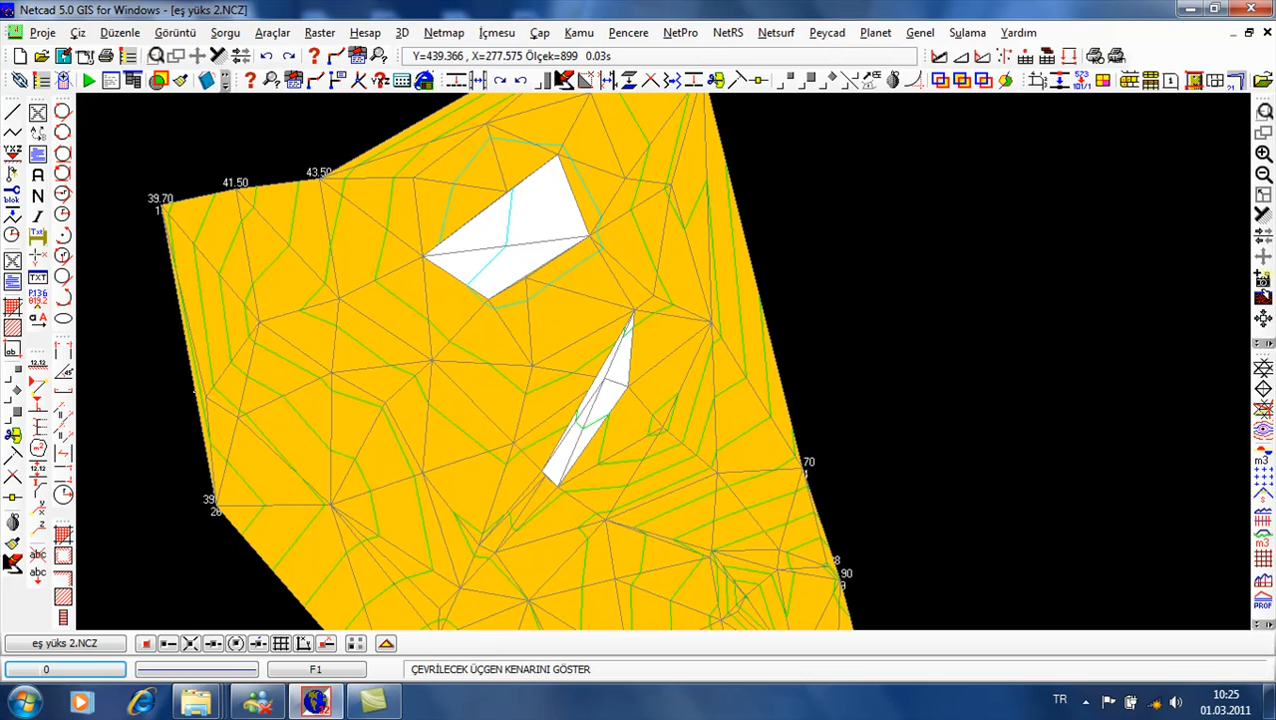 Netcad 5.0 GIS for Windows - [eş yüks 2.NCZ]
Proje Çiz Düzenle Görüntü Sorgu Araçlar Raster Hesap 3D Netmap İçmesu Çap Kamu Pencere NetPro NetRS Netsurf Peycad Planet Genel Sulama Yardım
Y=439.366, X=277.575 Ölçek=899 0.03s
39.70
41.50
43.50
70
90
eş yüks 2.NCZ
0
F1
ÇEVRİLECEK ÜÇGEN KENARINI GÖSTER
TR
10:25
01.03.2011